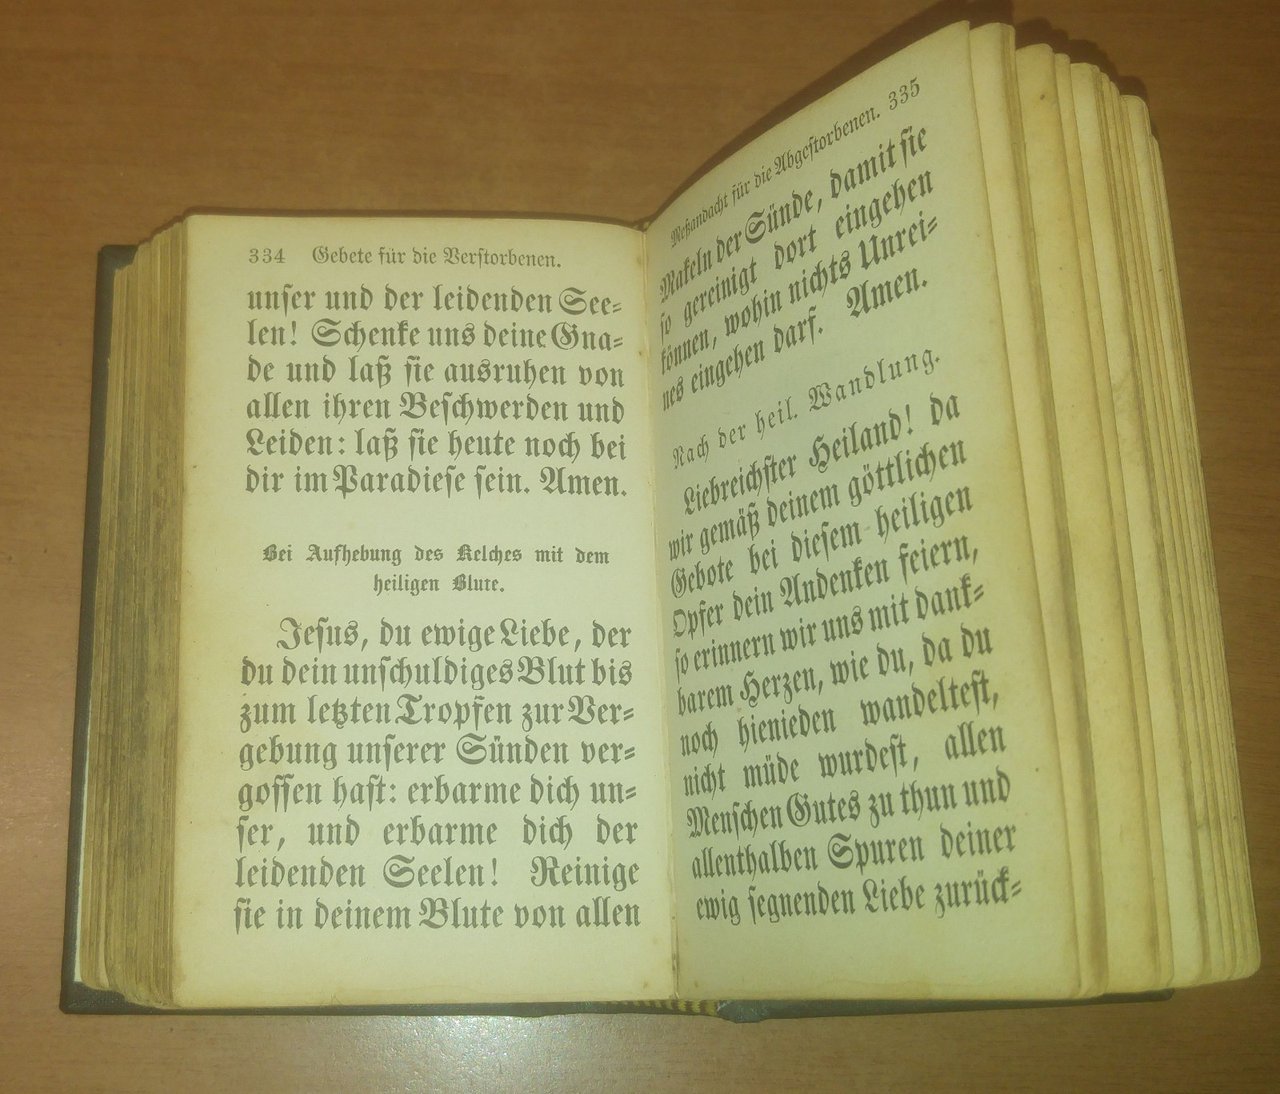 334 Gebete für die Verstorbenen.
unser und der leidenden See-
len! Schenke uns deine Gna-
de und laß sie ausruhen von
allen ihren Beschwerden und
Leiden: laß sie heute noch bei
dir im Paradiese sein. Amen.
Bei Aufhebung des Kelches mit dem
heiligen Blute.
Jesus, du ewige Liebe, der
du dein unschuldiges Blut bis
zum letzten Tropfen zur Ver-
gebung unserer Sünden ver-
gossen hast: erbarme dich un-
ser, und erbarme dich der
leidenden Seelen! Reinige
sie in deinem Blute von allen
Meßandacht für die Abgestorbenen. 335
Makeln der Sünde, damit sie
so gereinigt dort eingehen
können, wohin nichts Unrei-
nes eingehen darf. Amen.
Nach der heil. Wandlung.
Liebreichster Heiland! da
wir gemäß deinem göttlichen
Gebote bei diesem heiligen
Opfer dein Andenken feiern,
so erinnern wir uns mit dank-
barem Herzen, wie du, da du
noch hienieden wandeltest,
nicht müde wurdest, allen
Menschen Gutes zu thun und
allenthalben Spuren deiner
ewig segnenden Liebe zurück-